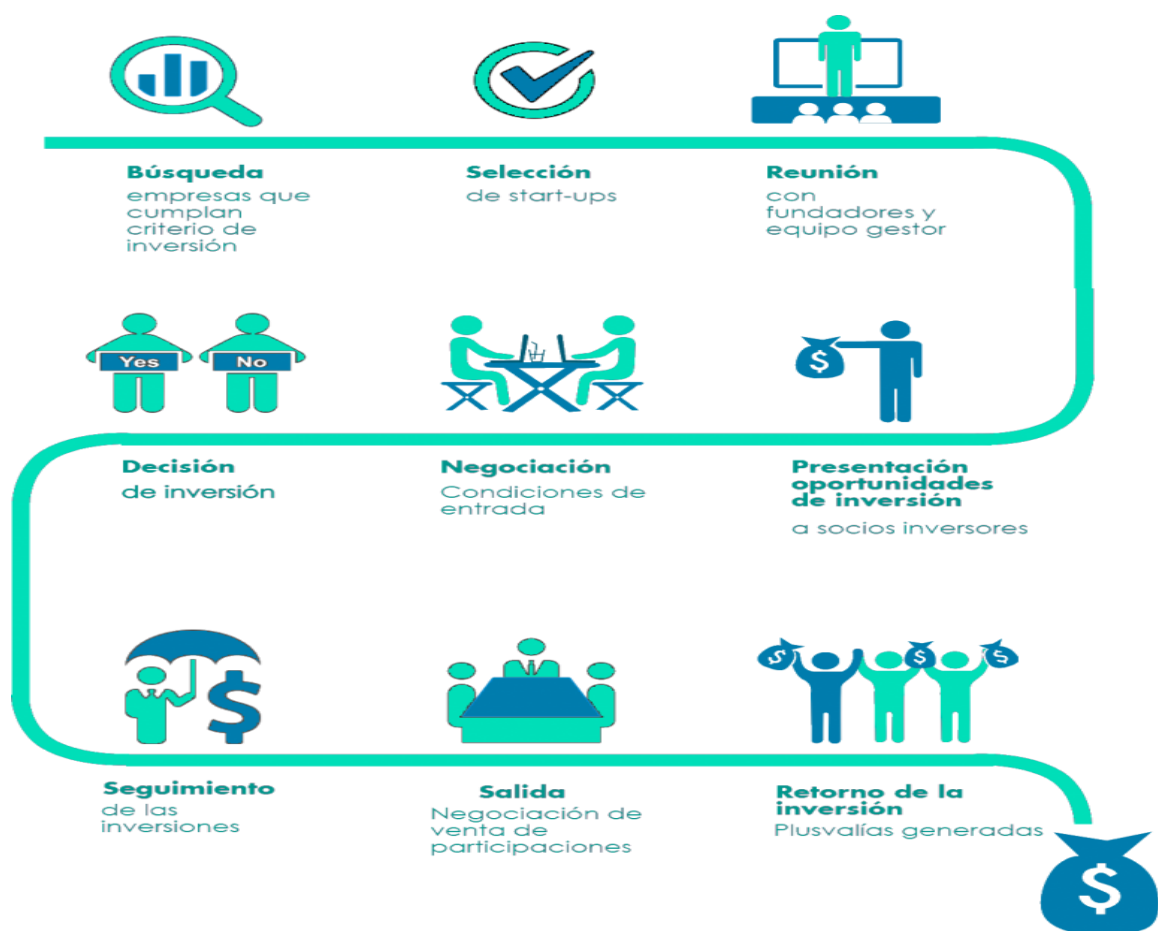 Búsqueda
empresas que
cumplan
criterio de
inversión
Selección
de start-ups
Reunión
con
fundadores y
equipo gestor
Yes
No
$
Decisión
de inversión
Negociación
Condiciones de
entrada
Presentación
oportunidades
de inversión
a socios inversores
$
$
$
$
Seguimiento
de las
inversiones
Salida
Negociación de
venta de
participaciones
Retorno de la
inversión
Plusvalías generadas
$